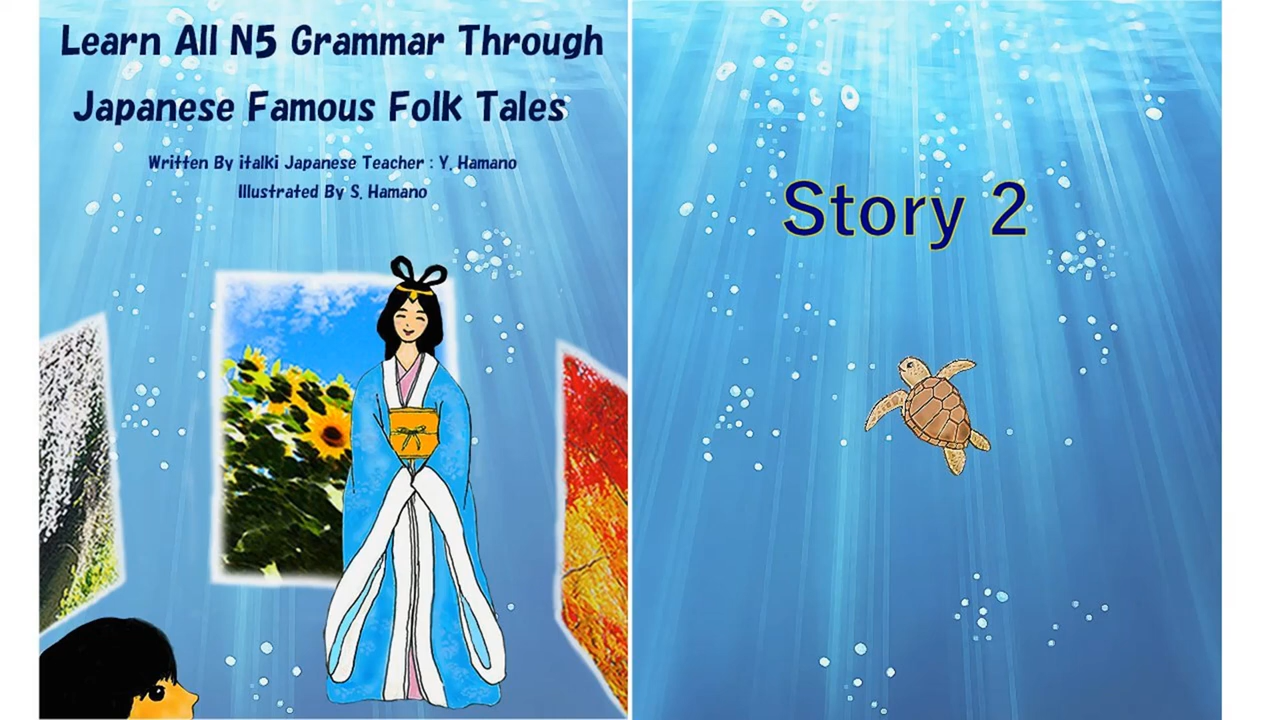 Learn All N5 Grammar Through
Japanese Famous Folk Tales
Written By italki Japanese Teacher : Y. Hamano
Illustrated By S. Hamano
Story 2